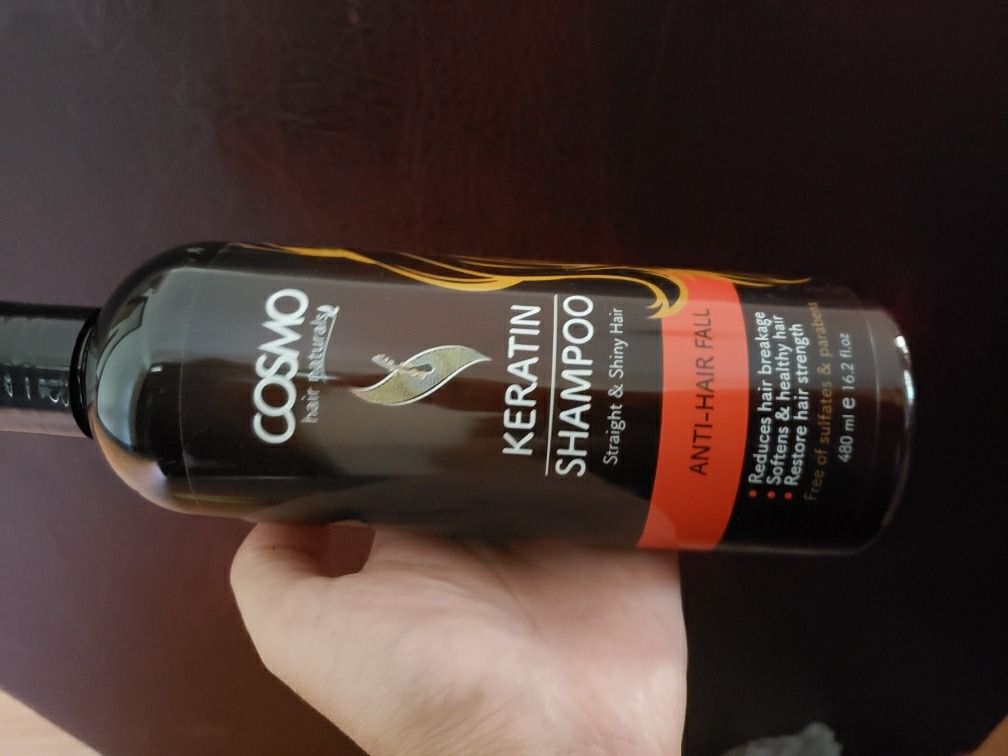 COSMO
hair naturals
KERATIN
SHAMPOO
Straight & Shiny Hair
ANTI-HAIR FALL
• Reduces hair breakage
• Softens & healthy hair
• Restore hair strength
Free of sulfates & parabens
480 ml e 16.2 fl.oz